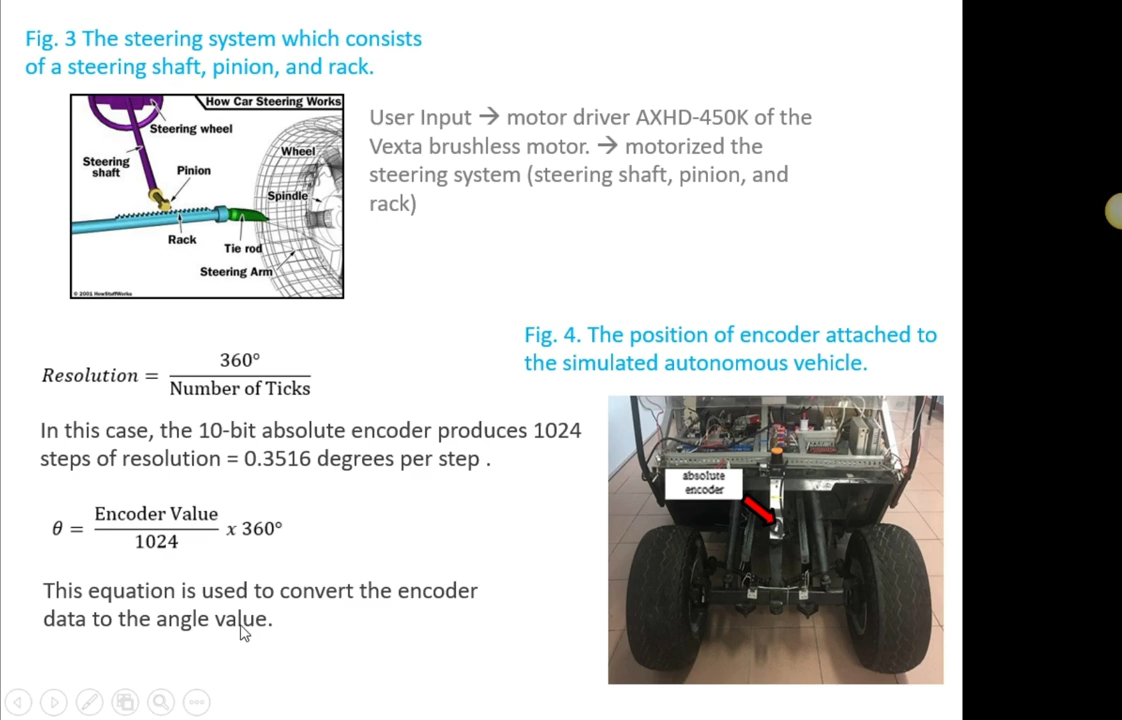 Fig. 3 The steering system which consists
of a steering shaft, pinion, and rack.
How Car Steering Works
Steering wheel
Steering
shaft
Pinion
Wheel
Spindle
Rack
Tie rod
Steering Arm
© 2001 HowStuffWorks
User Input → motor driver AXHD-450K of the
Vexta brushless motor. → motorized the
steering system (steering shaft, pinion, and
rack)
Resolution = 360° / Number of Ticks
In this case, the 10-bit absolute encoder produces 1024
steps of resolution = 0.3516 degrees per step .
θ = Encoder Value / 1024 x 360°
This equation is used to convert the encoder
data to the angle value.
Fig. 4. The position of encoder attached to
the simulated autonomous vehicle.
absolute
encoder